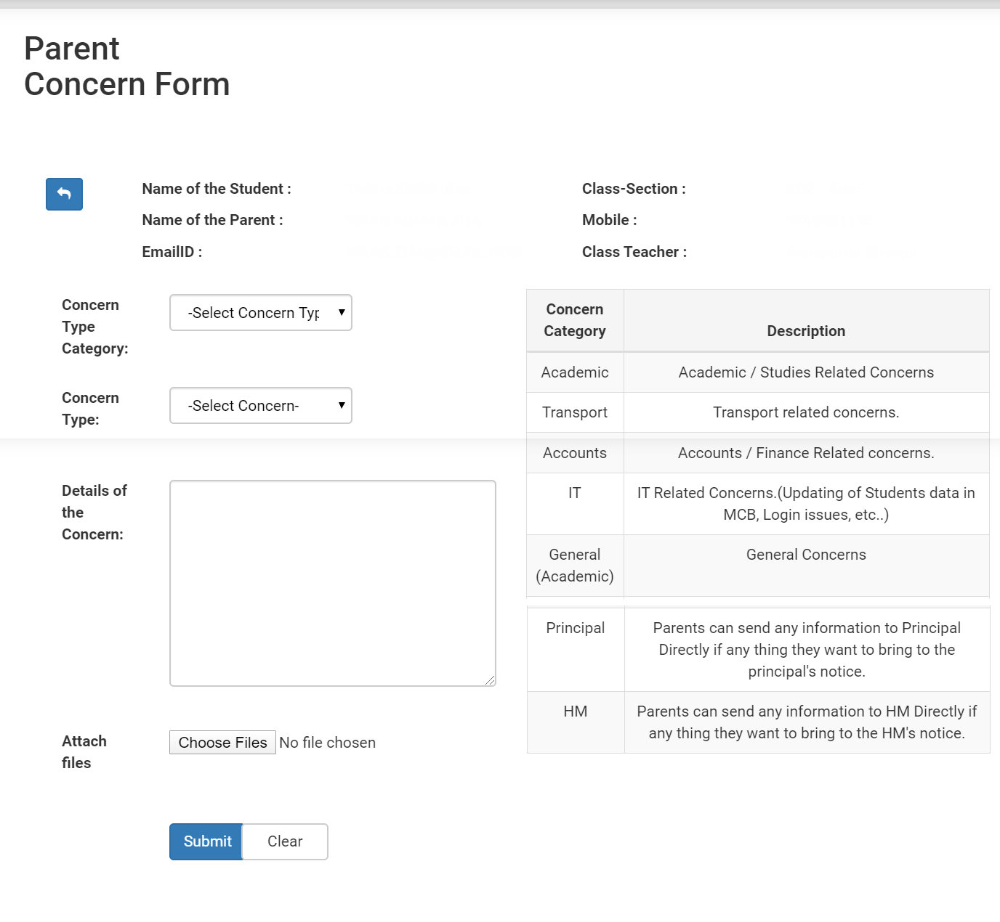 Parent
Concern Form
Name of the Student :
Class-Section :
Name of the Parent :
Mobile :
EmailID :
Class Teacher :
Concern
Type
Category:
-Select Concern Typ
Concern
Type:
-Select Concern-
Details of
the
Concern:
Attach
files
Choose Files No file chosen
Submit
Clear
Concern
Category
Description
Academic
Academic / Studies Related Concerns
Transport
Transport related concerns.
Accounts
Accounts / Finance Related concerns.
IT
IT Related Concerns.(Updating of Students data in
MCB, Login issues, etc..)
General
(Academic)
General Concerns
Principal
Parents can send any information to Principal
Directly if any thing they want to bring to the
principal's notice.
HM
Parents can send any information to HM Directly if
any thing they want to bring to the HM's notice.